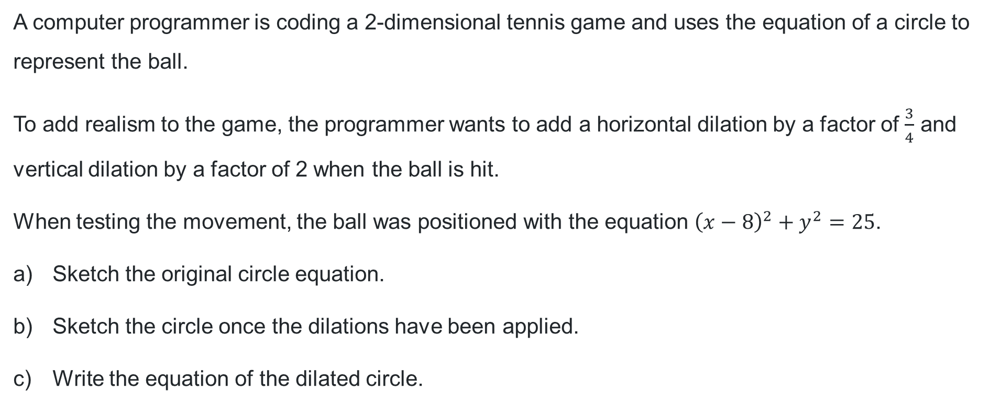 A computer programmer is coding a 2-dimensional tennis game and uses the equation of a circle to
represent the ball.
To add realism to the game, the programmer wants to add a horizontal dilation by a factor of 3/4 and
vertical dilation by a factor of 2 when the ball is hit.
When testing the movement, the ball was positioned with the equation (x − 8)² + y² = 25.
a) Sketch the original circle equation.
b) Sketch the circle once the dilations have been applied.
c) Write the equation of the dilated circle.